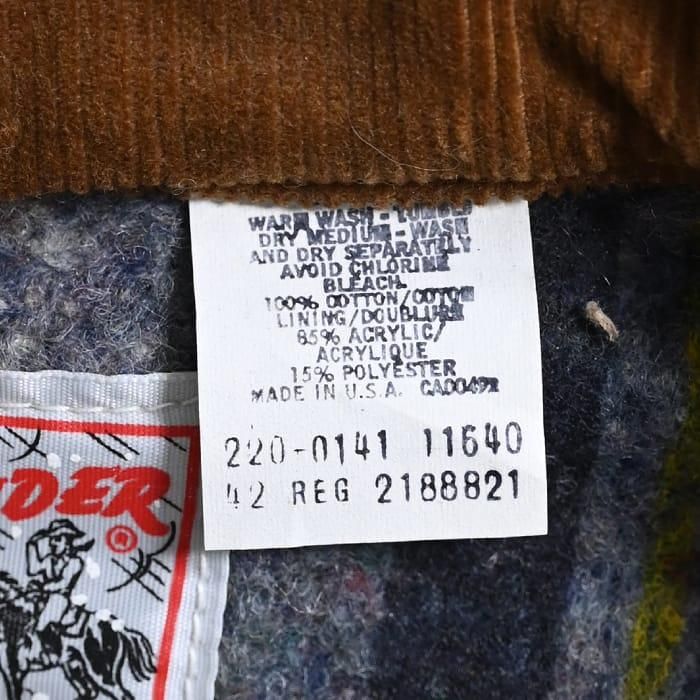 WARM WASH - TUMBLE
DRY MEDIUM - WASH
AND DRY SEPARATELY
AVOID CHLORINE
BLEACH.
100% COTTON/COTON
LINING/DOUBLURE
85% ACRYLIC/
ACRYLIQUE
15% POLYESTER
MADE IN U.S.A. CA00492
220-0141 11640
42 REG 2188821
DER®